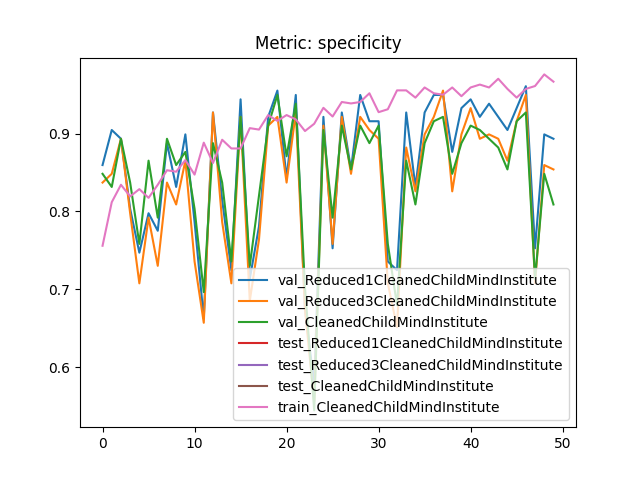 Metric: specificity
0.9
0.8
0.7
0.6
0
10
20
30
40
50
val_Reduced1CleanedChildMindInstitute
val_Reduced3CleanedChildMindInstitute
val_CleanedChildMindInstitute
test_Reduced1CleanedChildMindInstitute
test_Reduced3CleanedChildMindInstitute
test_CleanedChildMindInstitute
train_CleanedChildMindInstitute